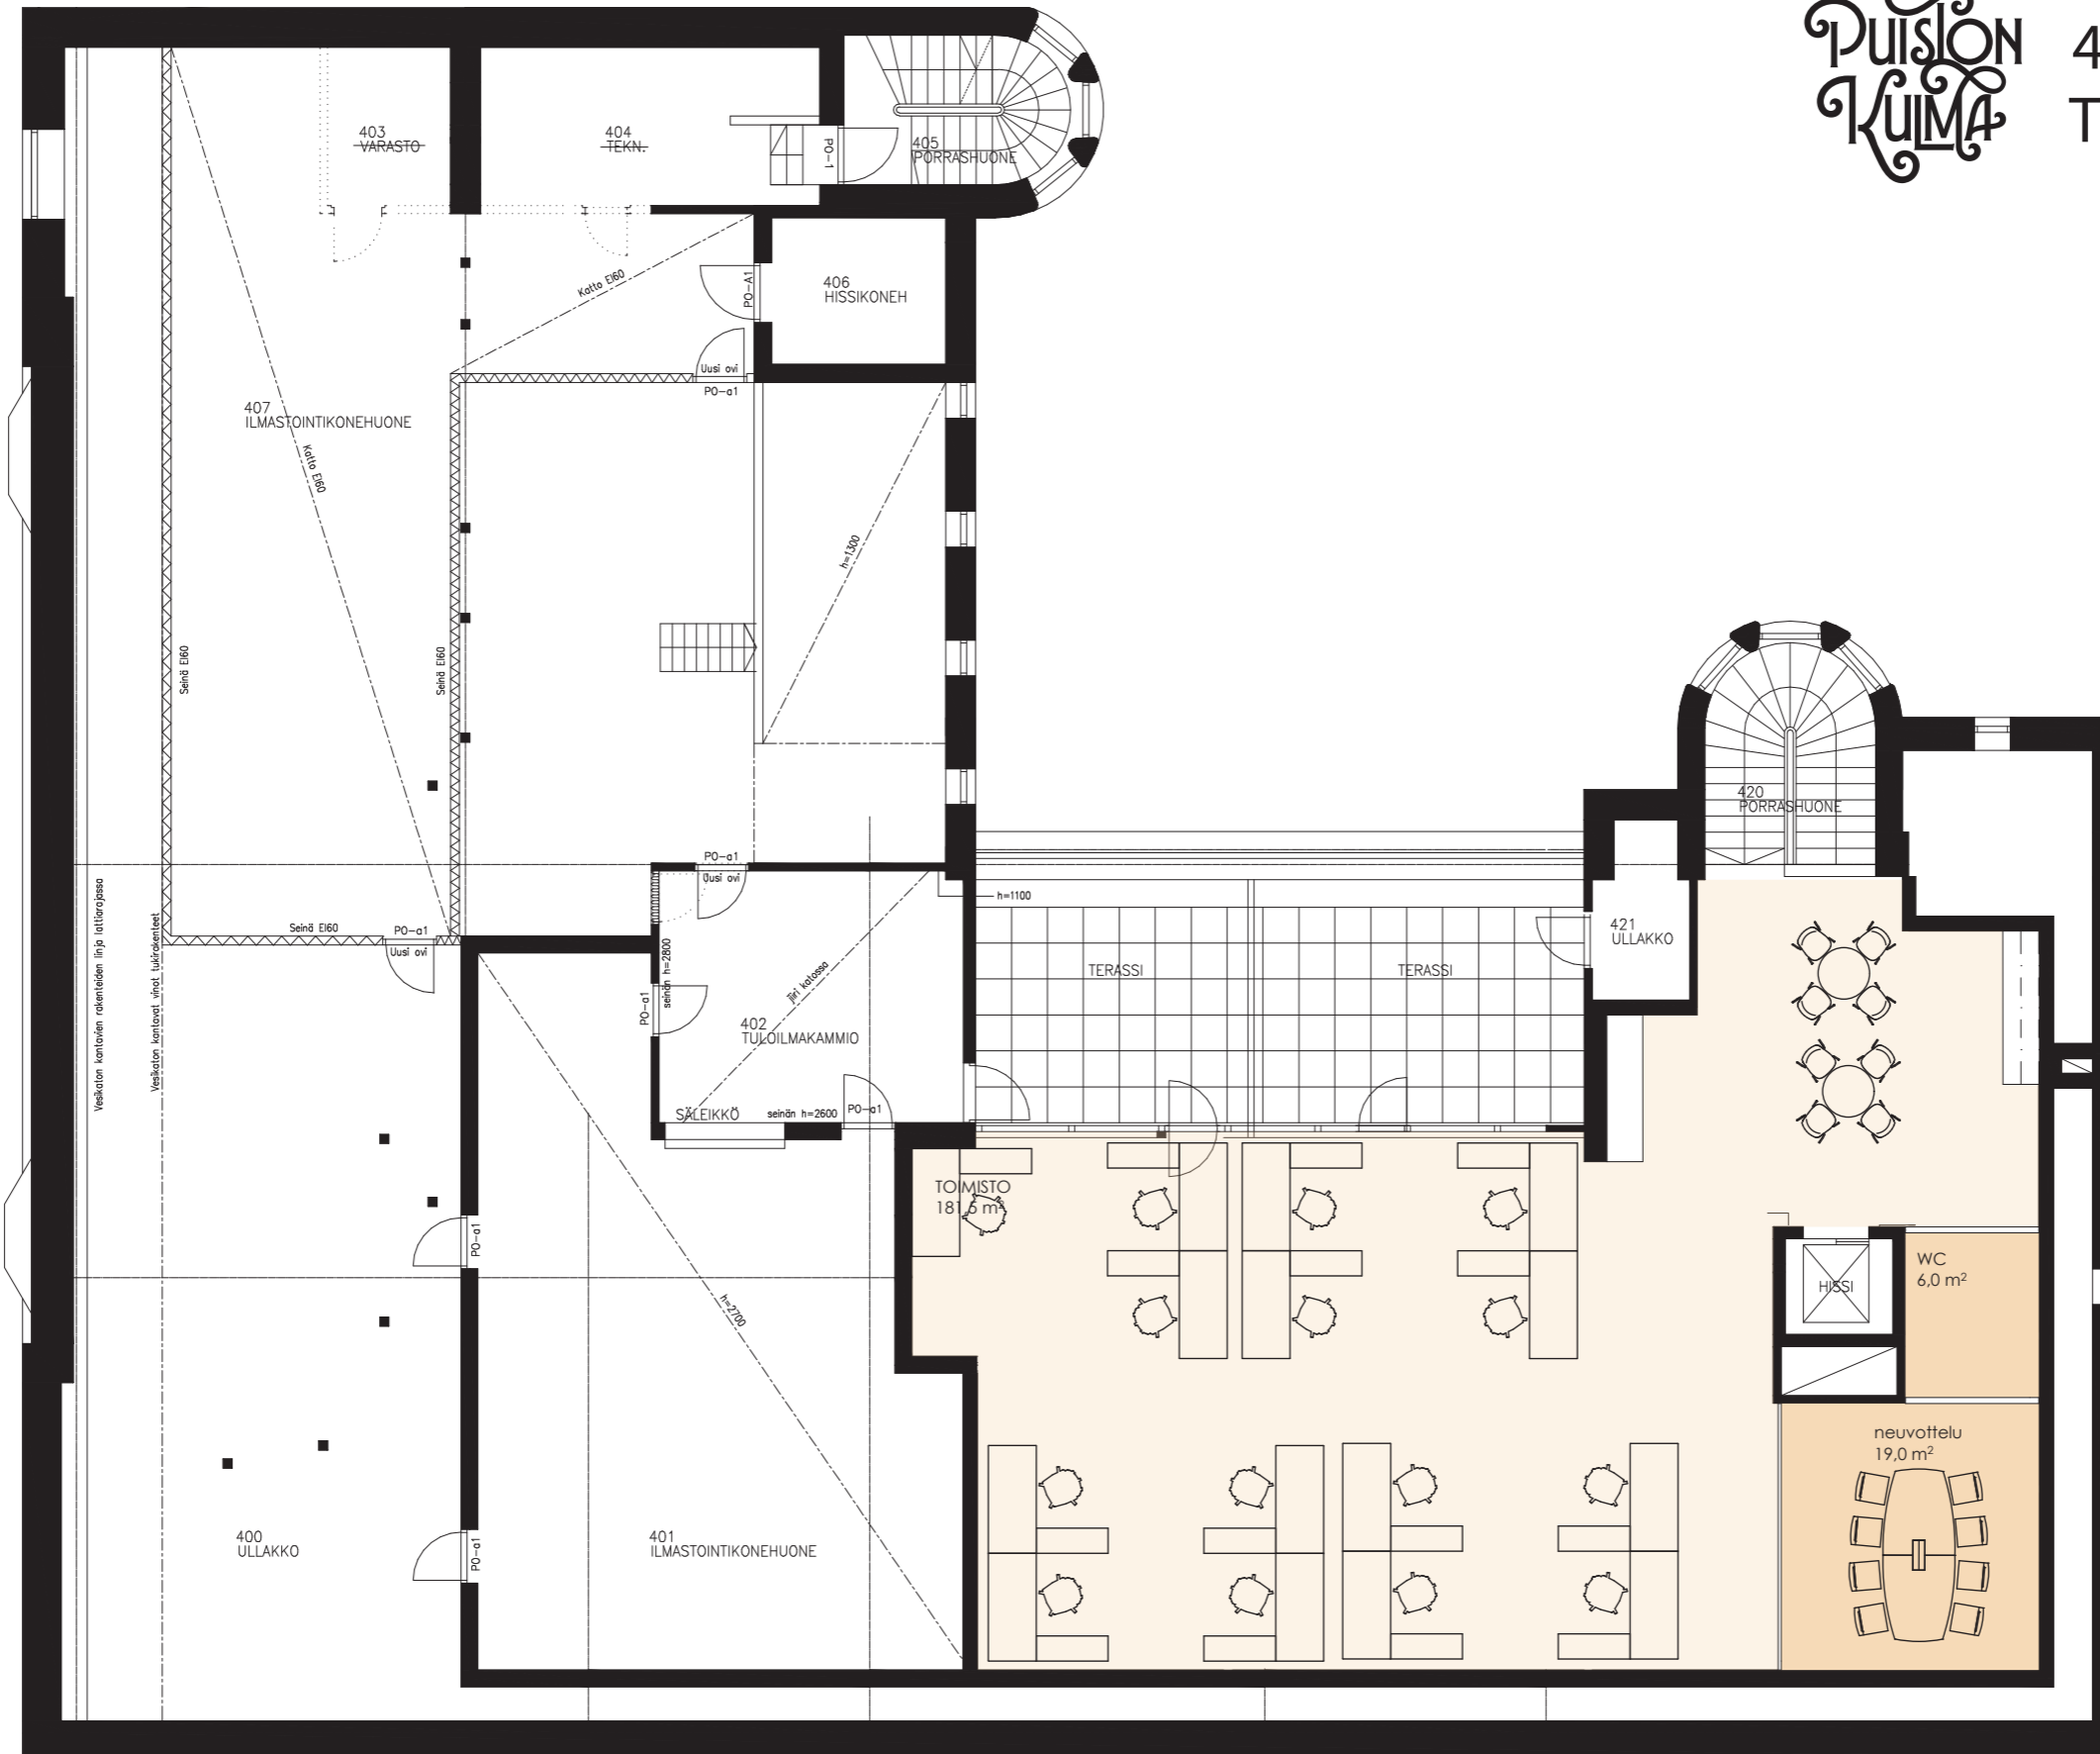 PUISTON
KULMA
4
T
403
VARASTO
404
TEKN.
PO-1
405
PORRASHUONE
Katto EI60
PO-A1
406
HISSIKONEH
Uusi ovi
PO-a1
407
ILMASTOINTIKONEHUONE
Katto EI60
h=1300
Seinä EI60
Seinä EI60
420
PORRASHUONE
PO-a1
Uusi ovi
h=1100
Vesikaton kantavien rakenteiden linja lattiarajassa
Vesikaton kantavat vinot tukirakenteet
Seinä EI60
PO-a1
Uusi ovi
seinän h=2800
PO-a1
jiiri katossa
402
TULOILMAKAMMIO
TERASSI
TERASSI
421
ULLAKKO
SÄLEIKKÖ
seinän h=2600
PO-a1
TOIMISTO
181,5 m²
PO-a1
h=2700
HISSI
WC
6,0 m²
neuvottelu
19,0 m²
400
ULLAKKO
PO-a1
401
ILMASTOINTIKONEHUONE